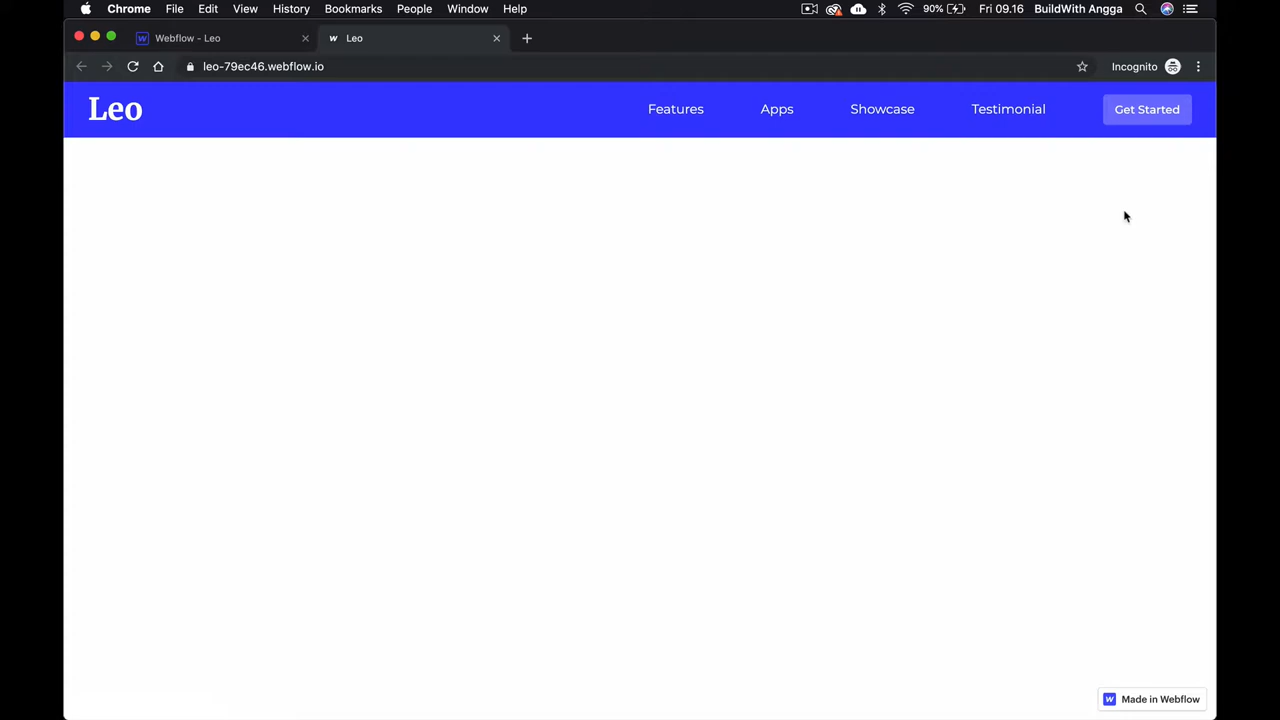 Chrome File Edit View History Bookmarks People Window Help 90% Fri 09.16 BuildWith Angga
Webflow - Leo Leo
leo-79ec46.webflow.io Incognito
Leo Features Apps Showcase Testimonial Get Started
Made in Webflow